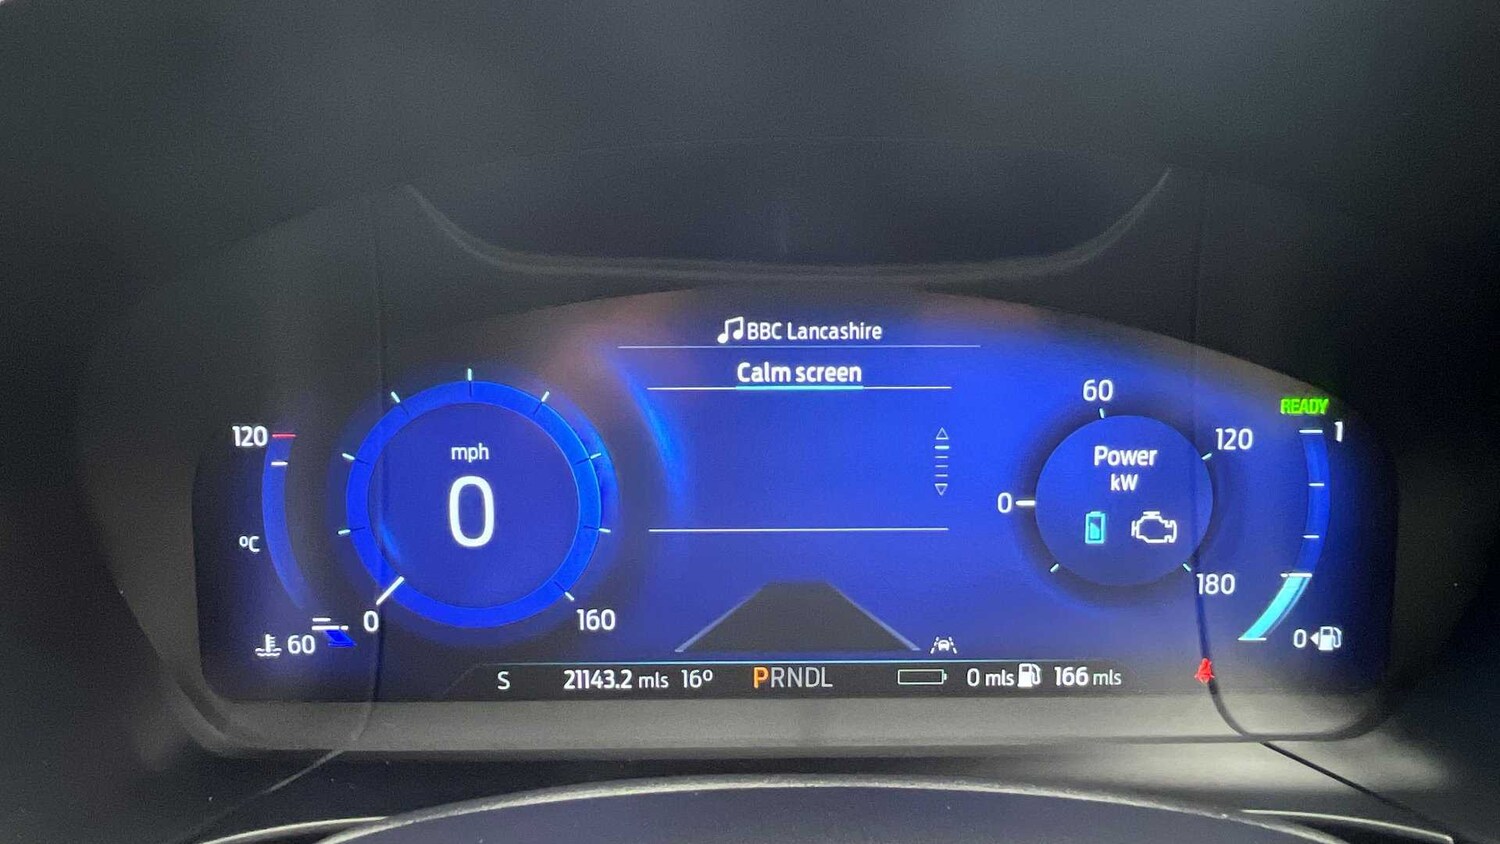 BBC Lancashire
Calm screen
120
°C
60
mph
0
0
160
60
120
0
180
Power
kW
READY
1
0
S
21143.2 mls
16°
PRNDL
0 mls
166 mls